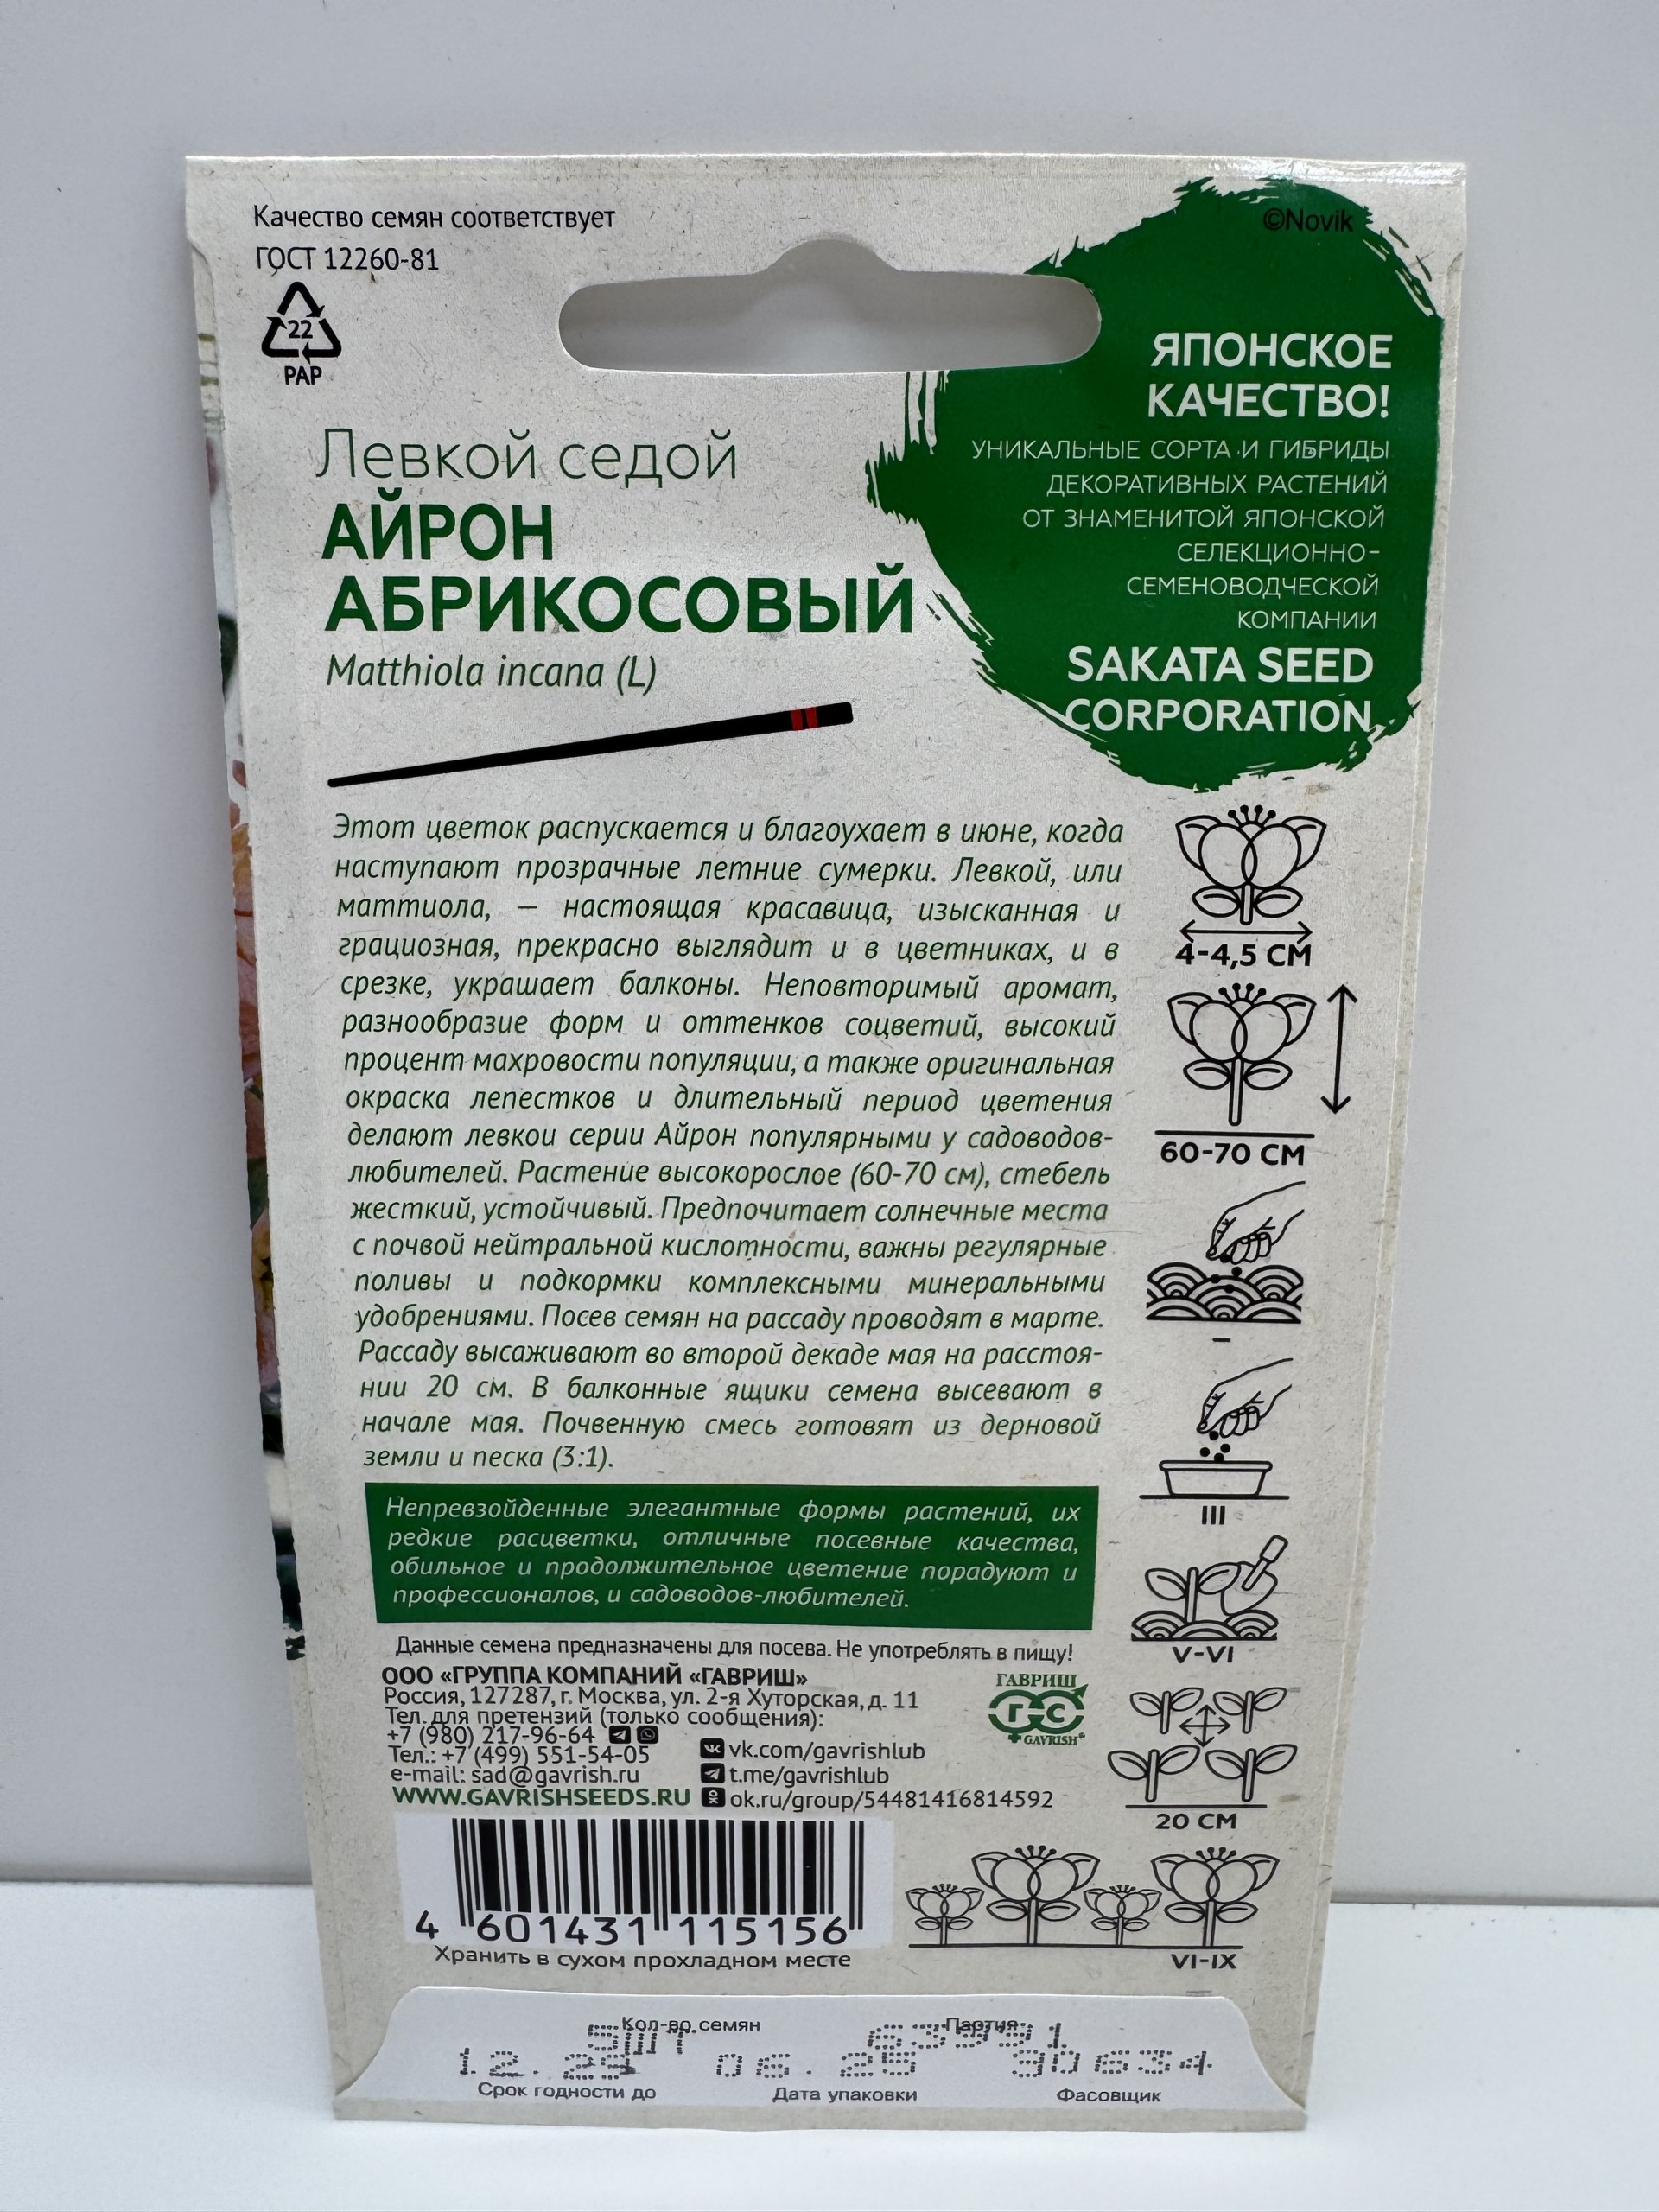 Качество семян соответствует
ГОСТ 12260-81
22
PAP
©Novik
ЯПОНСКОЕ
КАЧЕСТВО!
УНИКАЛЬНЫЕ СОРТА И ГИБРИДЫ
ДЕКОРАТИВНЫХ РАСТЕНИЙ
ОТ ЗНАМЕНИТОЙ ЯПОНСКОЙ
СЕЛЕКЦИОННО-
СЕМЕНОВОДЧЕСКОЙ
КОМПАНИИ
SAKATA SEED
CORPORATION
Левкой седой
АЙРОН
АБРИКОСОВЫЙ
Matthiola incana (L)
Этот цветок распускается и благоухает в июне, когда
наступают прозрачные летние сумерки. Левкой, или
маттиола, — настоящая красавица, изысканная и
грациозная, прекрасно выглядит и в цветниках, и в
срезке, украшает балконы. Неповторимый аромат,
разнообразие форм и оттенков соцветий, высокий
процент махровости популяции, а также оригинальная
окраска лепестков и длительный период цветения
делают левкои серии Айрон популярными у садоводов-
любителей. Растение высокорослое (60-70 см), стебель
жесткий, устойчивый. Предпочитает солнечные места
с почвой нейтральной кислотности, важны регулярные
поливы и подкормки комплексными минеральными
удобрениями. Посев семян на рассаду проводят в марте.
Рассаду высаживают во второй декаде мая на расстоя-
нии 20 см. В балконные ящики семена высевают в
начале мая. Почвенную смесь готовят из дерновой
земли и песка (3:1).
4-4,5 СМ
60-70 СМ
–
III
V-VI
20 СМ
VI-IX
Непревзойденные элегантные формы растений, их
редкие расцветки, отличные посевные качества,
обильное и продолжительное цветение порадуют и
профессионалов, и садоводов-любителей.
Данные семена предназначены для посева. Не употреблять в пищу!
ООО «ГРУППА КОМПАНИЙ «ГАВРИШ»
Россия, 127287, г. Москва, ул. 2-я Хуторская, д. 11
Тел. для претензий (только сообщения):
+7 (980) 217-96-64
Тел.: +7 (499) 551-54-05
e-mail: sad@gavrish.ru
WWW.GAVRISHSEEDS.RU
vk.com/gavrishlub
t.me/gavrishlub
ok.ru/group/54481416814592
ГАВРИШ
Г С
GAVRISH®
4 601431 115156
Хранить в сухом прохладном месте
Кол-во семян Партия
5шт.
12. 29 06. 25 90634
Срок годности до Дата упаковки Фасовщик